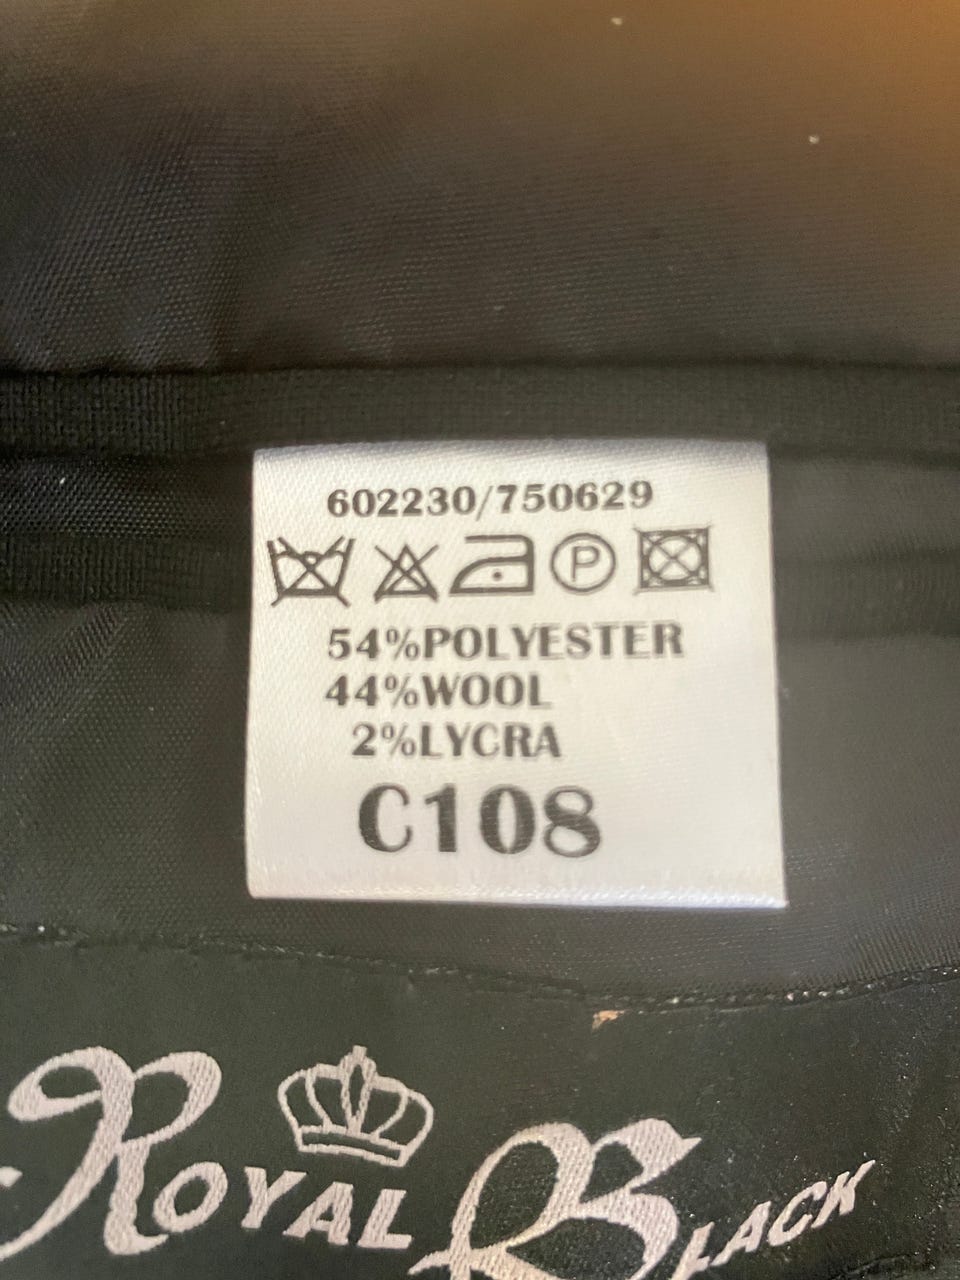 602230/750629
P
54%POLYESTER
44%WOOL
2%LYCRA
C108
ROYAL BLACK